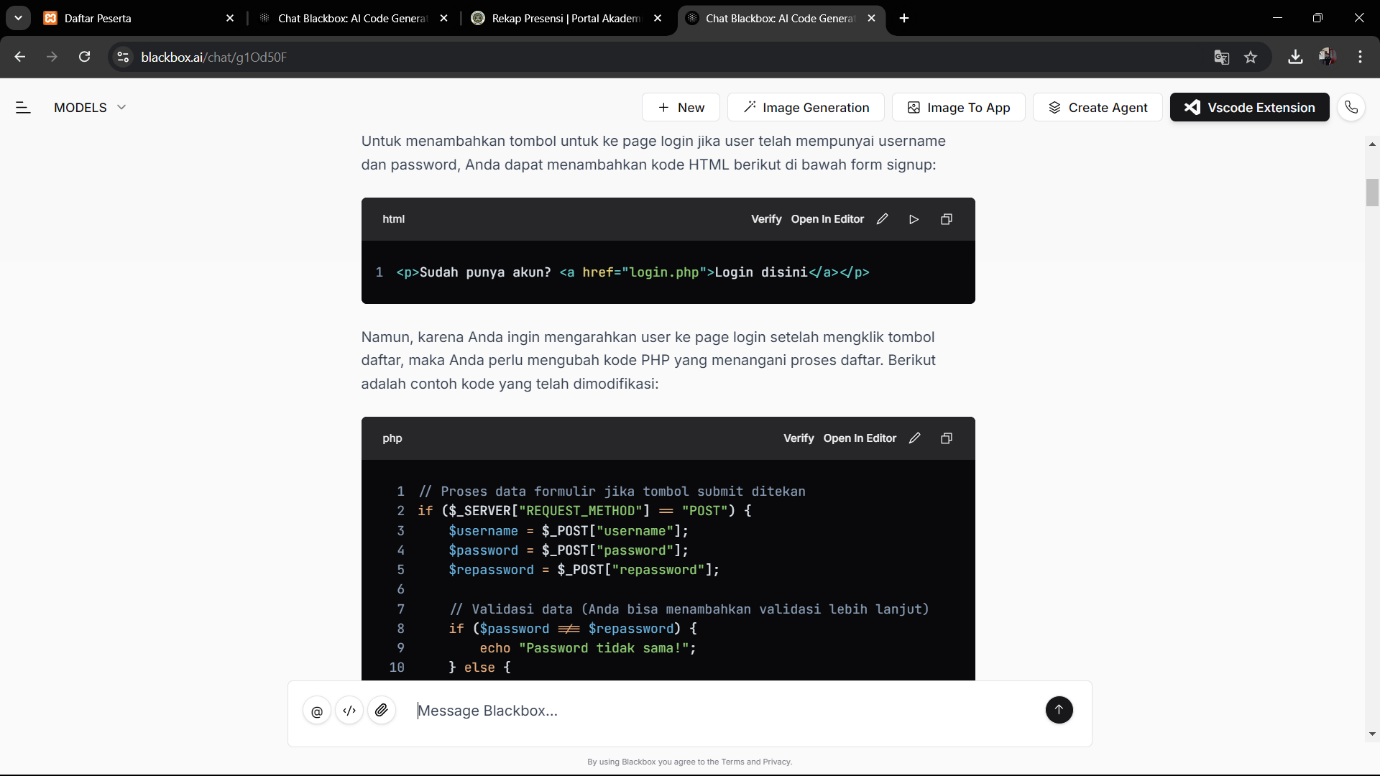 Daftar Peserta
Chat Blackbox: AI Code Generat
Rekap Presensi | Portal Akadem
Chat Blackbox: AI Code Generat
blackbox.ai/chat/g1Od50F
MODELS
New
Image Generation
Image To App
Create Agent
Vscode Extension
Untuk menambahkan tombol untuk ke page login jika user telah mempunyai username
dan password, Anda dapat menambahkan kode HTML berikut di bawah form signup:
html
Verify Open In Editor
1 <p>Sudah punya akun? <a href="login.php">Login disini</a></p>
Namun, karena Anda ingin mengarahkan user ke page login setelah mengklik tombol
daftar, maka Anda perlu mengubah kode PHP yang menangani proses daftar. Berikut
adalah contoh kode yang telah dimodifikasi:
php
Verify Open In Editor
1 // Proses data formulir jika tombol submit ditekan
2 if ($_SERVER["REQUEST_METHOD"] == "POST") {
3 $username = $_POST["username"];
4 $password = $_POST["password"];
5 $repassword = $_POST["repassword"];
6
7 // Validasi data (Anda bisa menambahkan validasi lebih lanjut)
8 if ($password !== $repassword) {
9 echo "Password tidak sama!";
10 } else {
@ </> Message Blackbox...
By using Blackbox you agree to the Terms and Privacy.